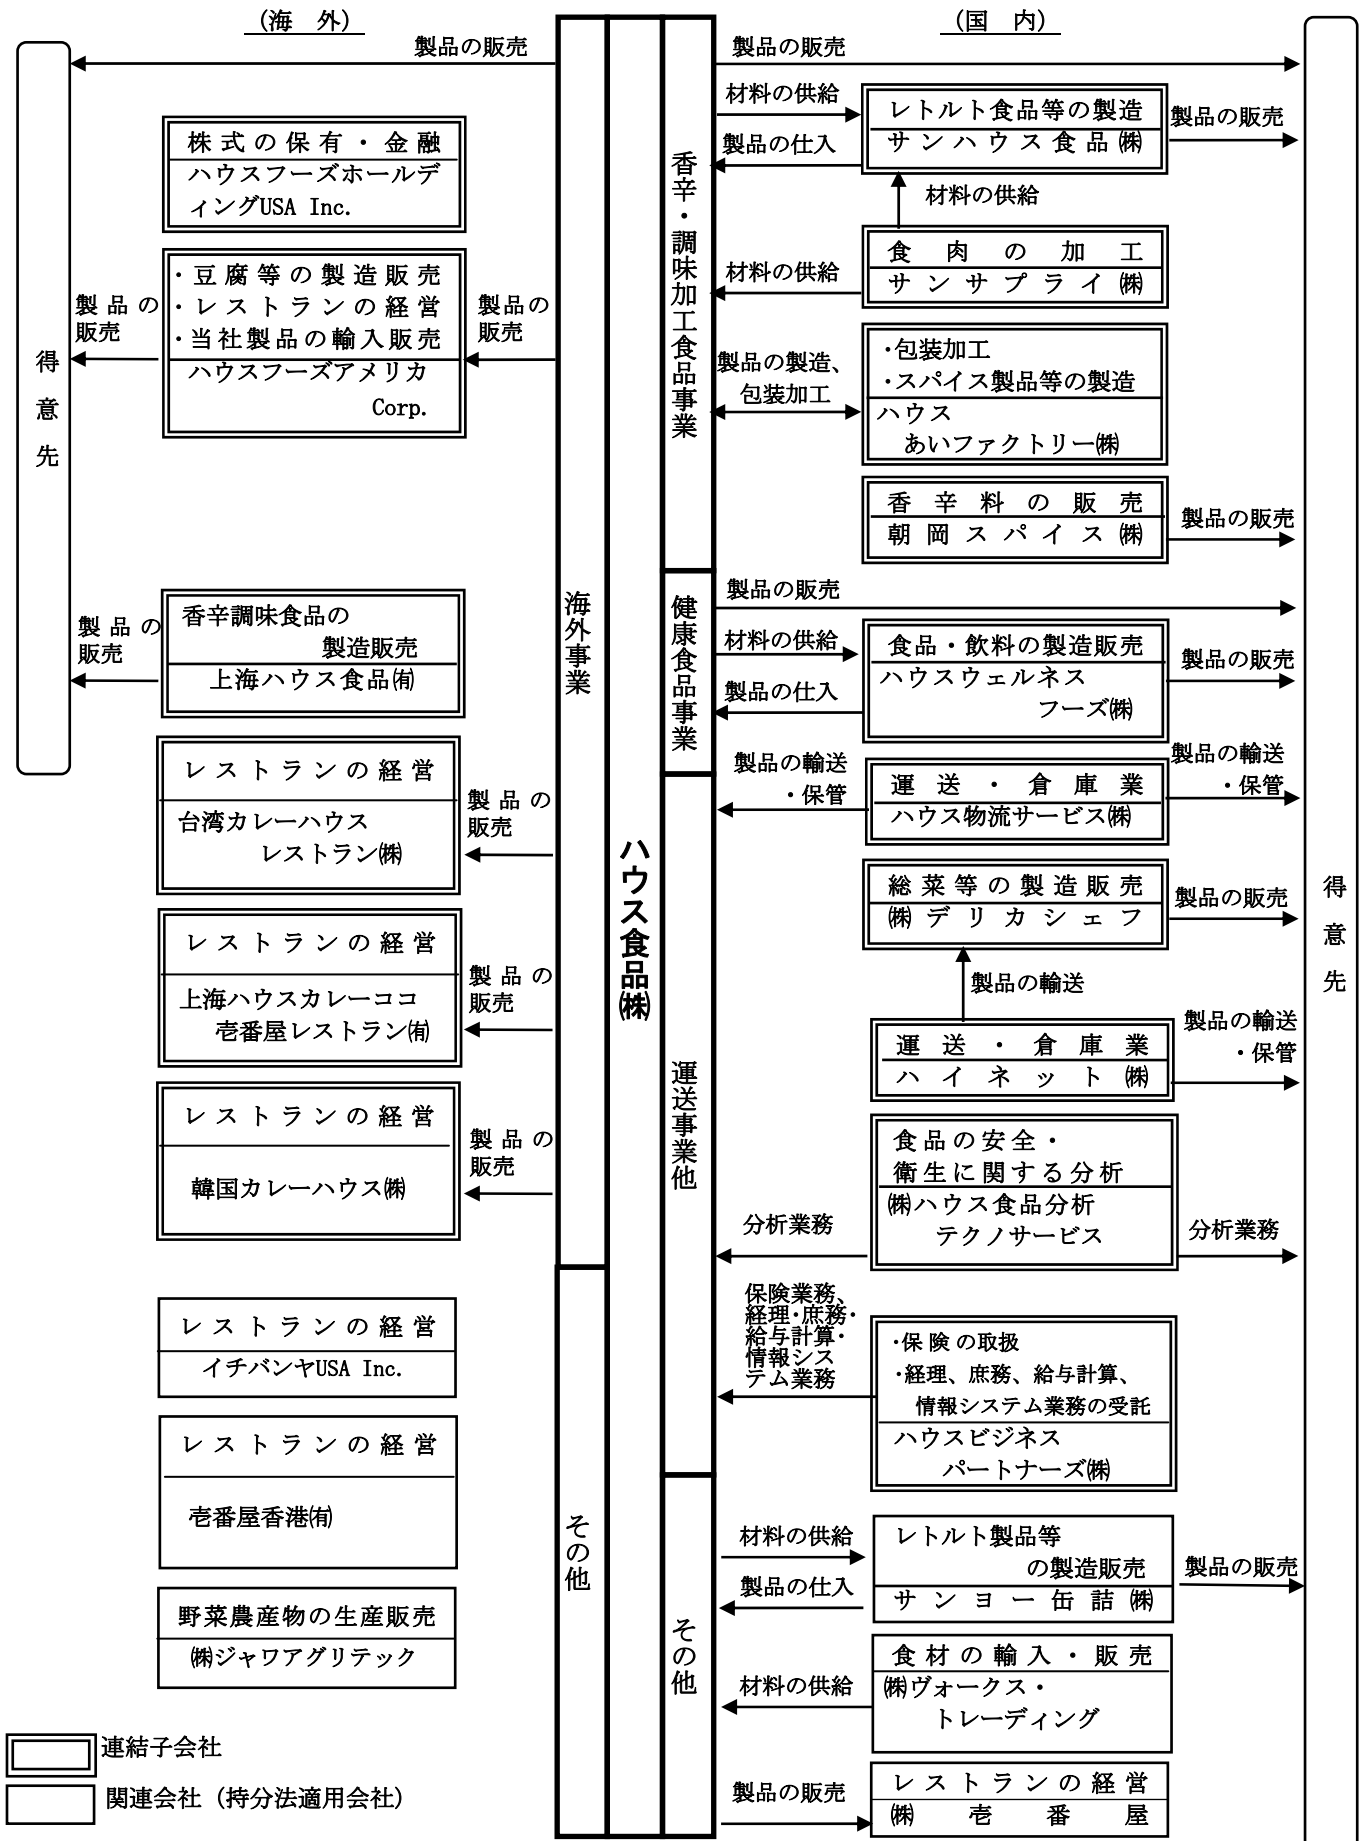 (海　外)
製品の販売
得意先
株式の保有・金融
ハウスフーズホールデ
ィングUSA Inc.
・豆腐等の製造販売
・レストランの経営
・当社製品の輸入販売
ハウスフーズアメリカ
Corp.
製品の
販売
製品の
販売
香辛調味食品の
製造販売
上海ハウス食品㈲
製品の
販売
レストランの経営
台湾カレーハウス
レストラン㈱
製品の
販売
レストランの経営
上海ハウスカレーココ
壱番屋レストラン㈲
製品の
販売
レストランの経営
韓国カレーハウス㈱
製品の
販売
レストランの経営
イチバンヤUSA Inc.
レストランの経営
壱番屋香港㈲
野菜農産物の生産販売
㈱ジャワアグリテック
連結子会社
関連会社（持分法適用会社）
海外事業
その他
ハウス食品㈱
香辛・調味加工食品事業
健康食品事業
運送事業他
その他
(国　内)
製品の販売
材料の供給
製品の仕入
レトルト食品等の製造
サンハウス食品㈱
製品の販売
材料の供給
食肉の加工
サンサプライ㈱
材料の供給
製品の製造、
包装加工
・包装加工
・スパイス製品等の製造
ハウス
あいファクトリー㈱
香辛料の販売
朝岡スパイス㈱
製品の販売
製品の販売
材料の供給
製品の仕入
食品・飲料の製造販売
ハウスウェルネス
フーズ㈱
製品の販売
製品の輸送
・保管
運送・倉庫業
ハウス物流サービス㈱
製品の輸送
・保管
総菜等の製造販売
㈱デリカシェフ
製品の販売
製品の輸送
運送・倉庫業
ハイネット㈱
製品の輸送
・保管
食品の安全・
衛生に関する分析
㈱ハウス食品分析
テクノサービス
分析業務
分析業務
保険業務、
経理・庶務・
給与計算・
情報シス
テム業務
・保険の取扱
・経理、庶務、給与計算、
情報システム業務の受託
ハウスビジネス
パートナーズ㈱
材料の供給
製品の仕入
レトルト製品等
の製造販売
サンヨー缶詰㈱
製品の販売
材料の供給
食材の輸入・販売
㈱ヴォークス・
トレーディング
製品の販売
レストランの経営
㈱壱番屋
得意先